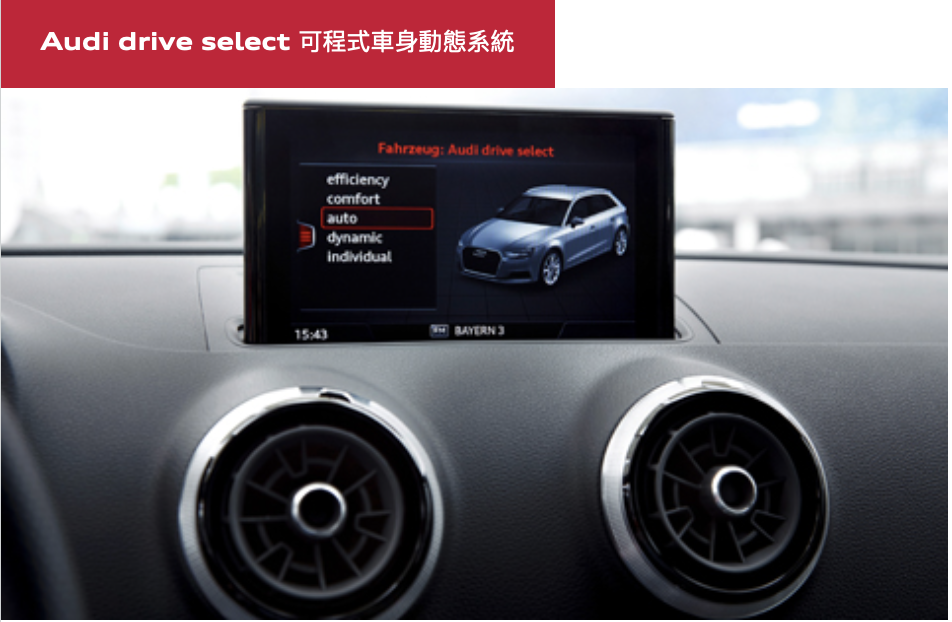 Audi drive select 可程式車身動態系統
Fahrzeug: Audi drive select
efficiency
comfort
auto
dynamic
individual
15:43
BAYERN 3